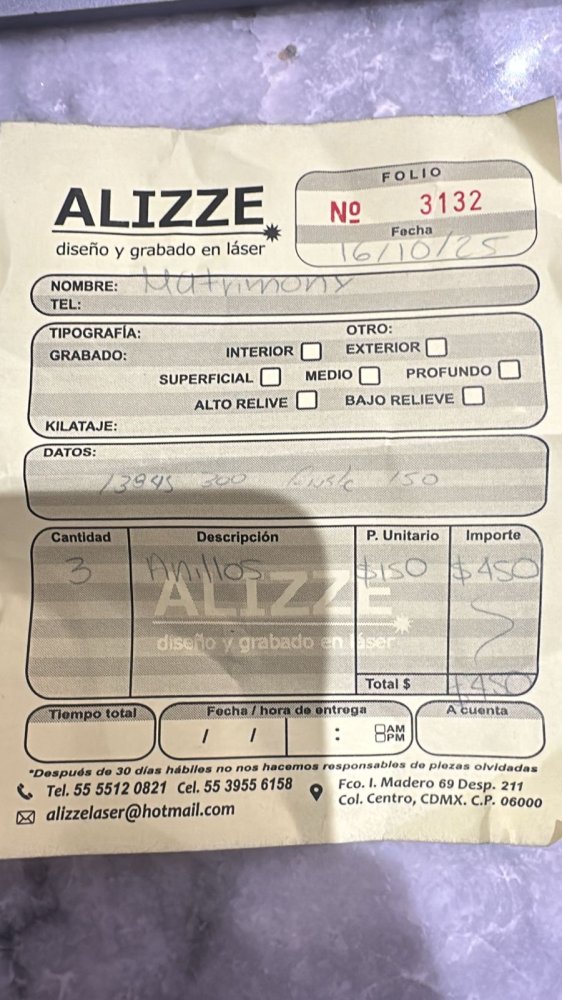 ALIZZE
diseño y grabado en láser
FOLIO
Nº 3132
Fecha
16/10/25
NOMBRE: Matrimony
TEL:
TIPOGRAFÍA: OTRO:
GRABADO: INTERIOR EXTERIOR
SUPERFICIAL MEDIO PROFUNDO
ALTO RELIVE BAJO RELIEVE
KILATAJE:
DATOS:
13945 300 150
Cantidad Descripción P. Unitario Importe
3 Anillos $150 $450
ALIZZE
diseño y grabado en láser
Total $ $450
Tiempo total Fecha / hora de entrega A cuenta
/ / : AM
PM
*Después de 30 días hábiles no nos hacemos responsables de piezas olvidadas
Tel. 55 5512 0821 Cel. 55 3955 6158
alizzelaser@hotmail.com
Fco. I. Madero 69 Desp. 211
Col. Centro, CDMX. C.P. 06000